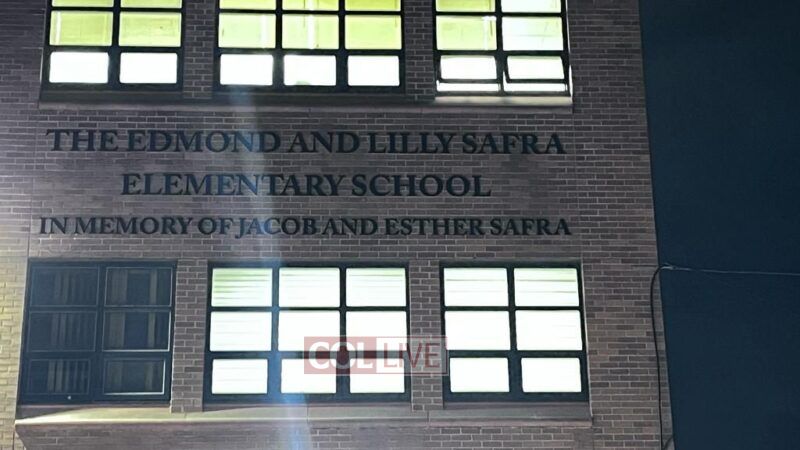 THE EDMOND AND LILLY SAFRA
ELEMENTARY SCHOOL
IN MEMORY OF JACOB AND ESTHER SAFRA
COLLIVE